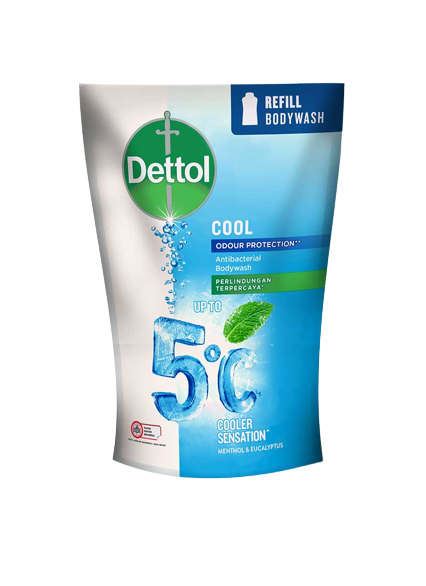 REFILL
BODYWASH
Dettol
COOL
ODOUR PROTECTION**
Antibacterial
Bodywash
PERLINDUNGAN
TERPERCAYA*
UP TO
5°C
COOLER
SENSATION^
MENTHOL & EUCALYPTUS